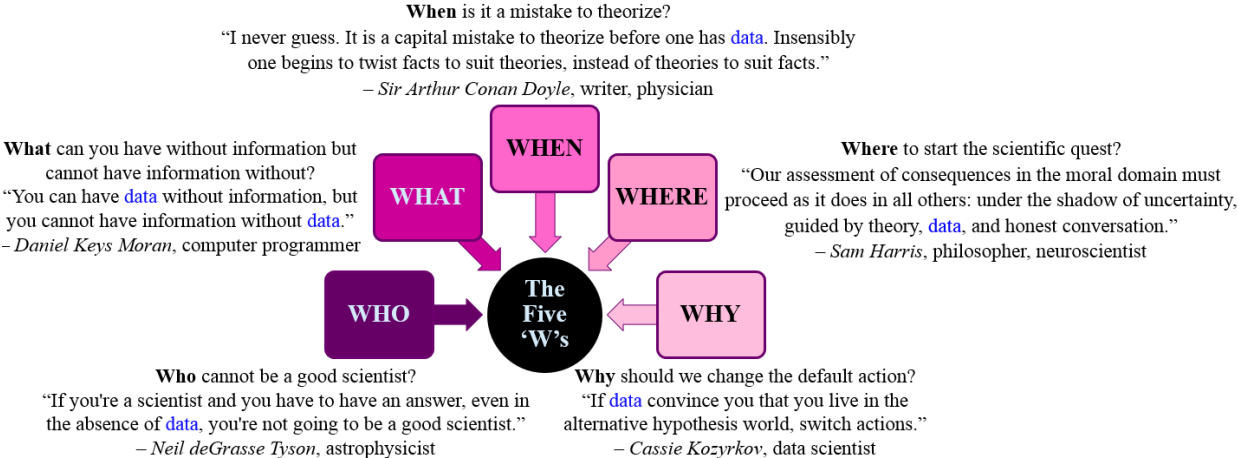 When is it a mistake to theorize?
“I never guess. It is a capital mistake to theorize before one has data. Insensibly
one begins to twist facts to suit theories, instead of theories to suit facts.”
– Sir Arthur Conan Doyle, writer, physician
What can you have without information but
cannot have information without?
“You can have data without information, but
you cannot have information without data.”
– Daniel Keys Moran, computer programmer
WHAT
WHEN
WHERE
Where to start the scientific quest?
“Our assessment of consequences in the moral domain must
proceed as it does in all others: under the shadow of uncertainty,
guided by theory, data, and honest conversation.”
– Sam Harris, philosopher, neuroscientist
WHO
The
Five
‘W’s
WHY
Who cannot be a good scientist?
“If you're a scientist and you have to have an answer, even in
the absence of data, you're not going to be a good scientist.”
– Neil deGrasse Tyson, astrophysicist
Why should we change the default action?
“If data convince you that you live in the
alternative hypothesis world, switch actions.”
– Cassie Kozyrkov, data scientist